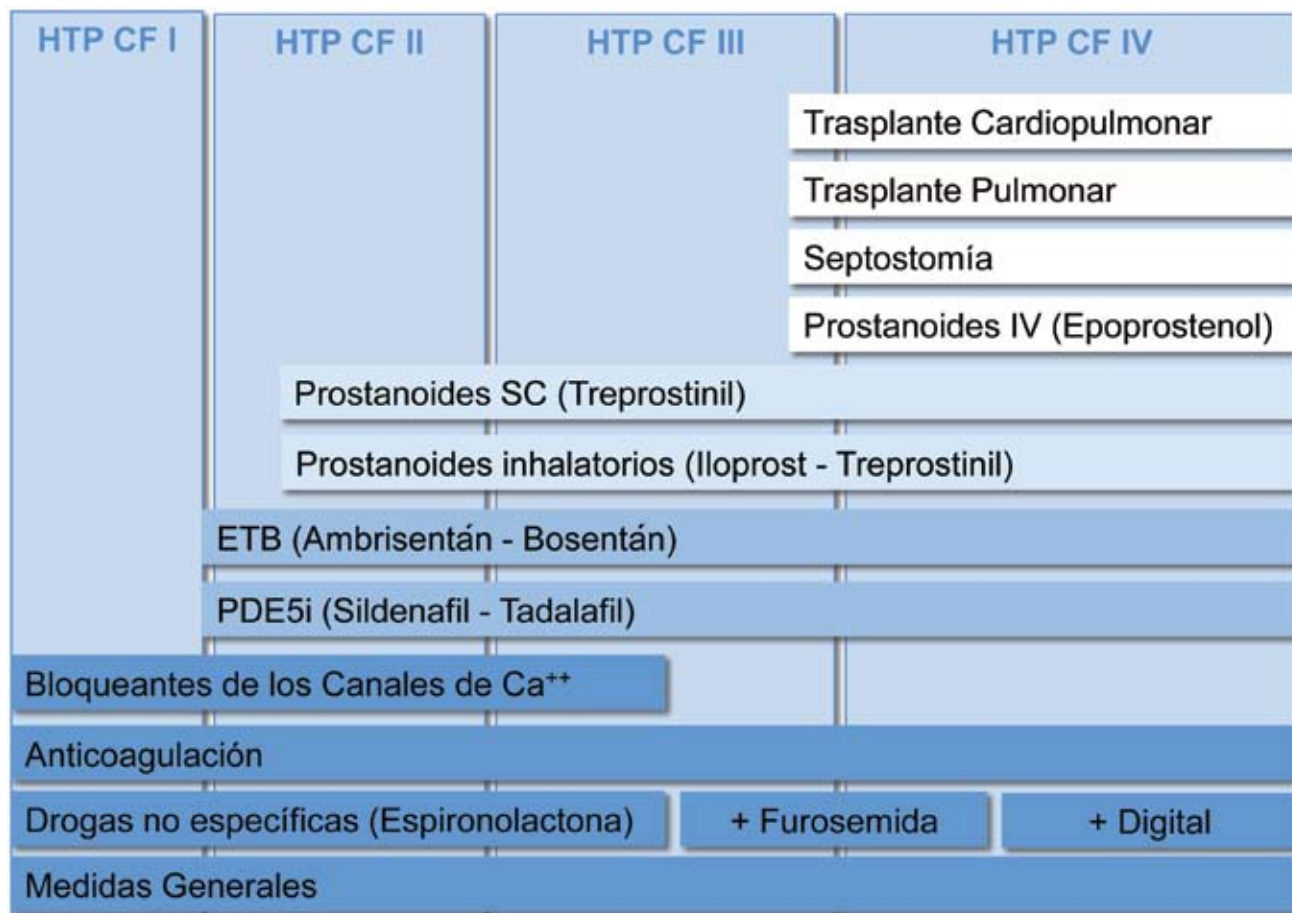 HTP CF I
HTP CF II
HTP CF III
HTP CF IV
Trasplante Cardiopulmonar
Trasplante Pulmonar
Septostomía
Prostanoides IV (Epoprostenol)
Prostanoides SC (Treprostinil)
Prostanoides inhalatorios (Iloprost - Treprostinil)
ETB (Ambrisentán - Bosentán)
PDE5i (Sildenafil - Tadalafil)
Bloqueantes de los Canales de Ca⁺⁺
Anticoagulación
Drogas no específicas (Espironolactona)
+ Furosemida
+ Digital
Medidas Generales